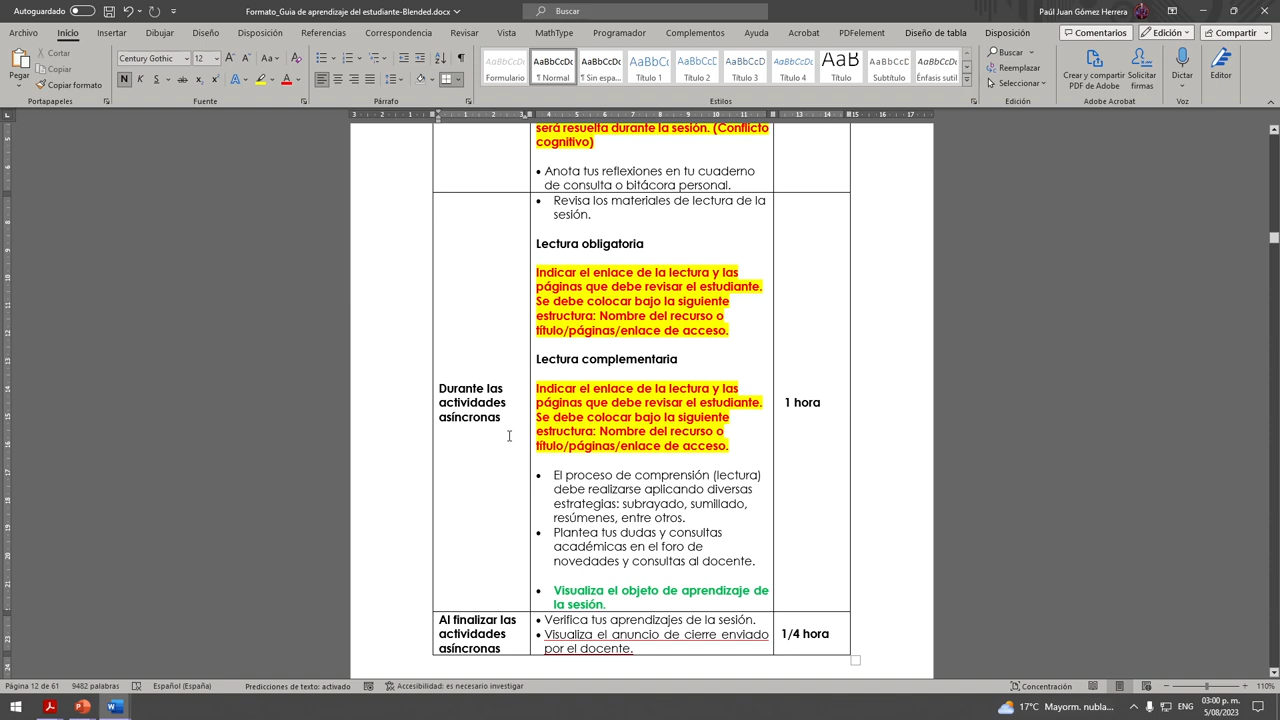 Autoguardado
Formato_Guia de aprendizaje del estudiante-Blended.docx
Buscar
Paúl Juan Gómez Herrera
Archivo Inicio Insertar Dibujar Diseño Disposición Referencias Correspondencia Revisar Vista MathType Programador Complementos Ayuda Acrobat PDFelement Diseño de tabla Disposición Comentarios Edición Compartir
Pegar
Cortar
Copiar
Copiar formato
Century Gothic 12
Formulario
¶ Normal
¶ Sin espa...
Título 1
Título 2
Título 3
Título 4
Título
Subtítulo
Énfasis sutil
Buscar
Reemplazar
Seleccionar
Crear y compartir PDF de Adobe
Solicitar firmas
Dictar
Editor
Portapapeles Fuente Párrafo Estilos Edición Adobe Acrobat Voz Editor
será resuelta durante la sesión. (Conflicto
cognitivo)
• Anota tus reflexiones en tu cuaderno
de consulta o bitácora personal.
Durante las
actividades
asíncronas
• Revisa los materiales de lectura de la
sesión.
Lectura obligatoria
Indicar el enlace de la lectura y las
páginas que debe revisar el estudiante.
Se debe colocar bajo la siguiente
estructura: Nombre del recurso o
título/páginas/enlace de acceso.
Lectura complementaria
Indicar el enlace de la lectura y las
páginas que debe revisar el estudiante.
Se debe colocar bajo la siguiente
estructura: Nombre del recurso o
título/páginas/enlace de acceso.
• El proceso de comprensión (lectura)
debe realizarse aplicando diversas
estrategias: subrayado, sumillado,
resúmenes, entre otros.
• Plantea tus dudas y consultas
académicas en el foro de
novedades y consultas al docente.
• Visualiza el objeto de aprendizaje de
la sesión.
1 hora
Al finalizar las
actividades
asíncronas
• Verifica tus aprendizajes de la sesión.
• Visualiza el anuncio de cierre enviado
por el docente.
1/4 hora
Página 12 de 61 9482 palabras Español (España) Predicciones de texto: activado Accesibilidad: es necesario investigar Concentración 110%
17°C Mayorm. nubla...
03:00 p. m.
5/08/2023